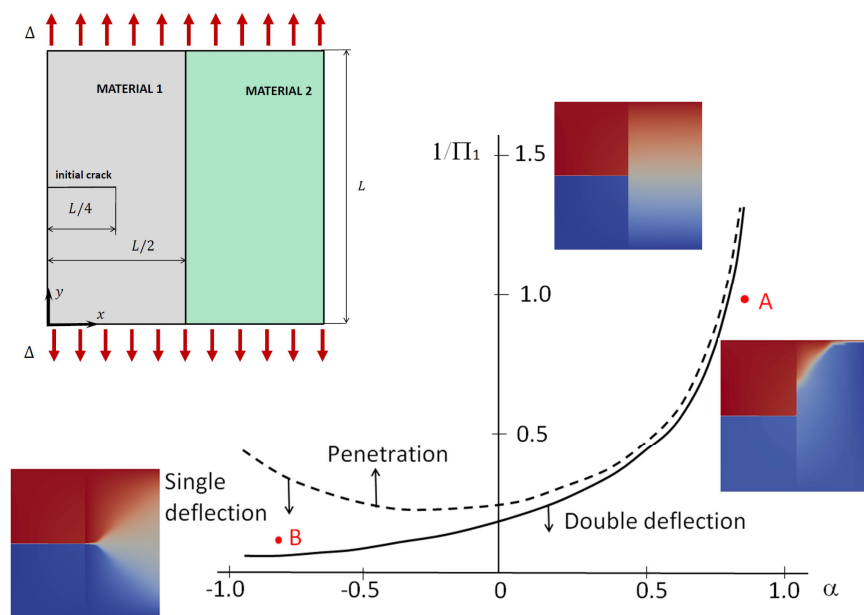 Δ
MATERIAL 1
MATERIAL 2
initial crack
L/4
L/2
L
y
x
Δ
1/Π₁
1.5
1.0
A
0.5
Penetration
Single
deflection
B
Double deflection
-1.0
-0.5
0
0.5
1.0
α